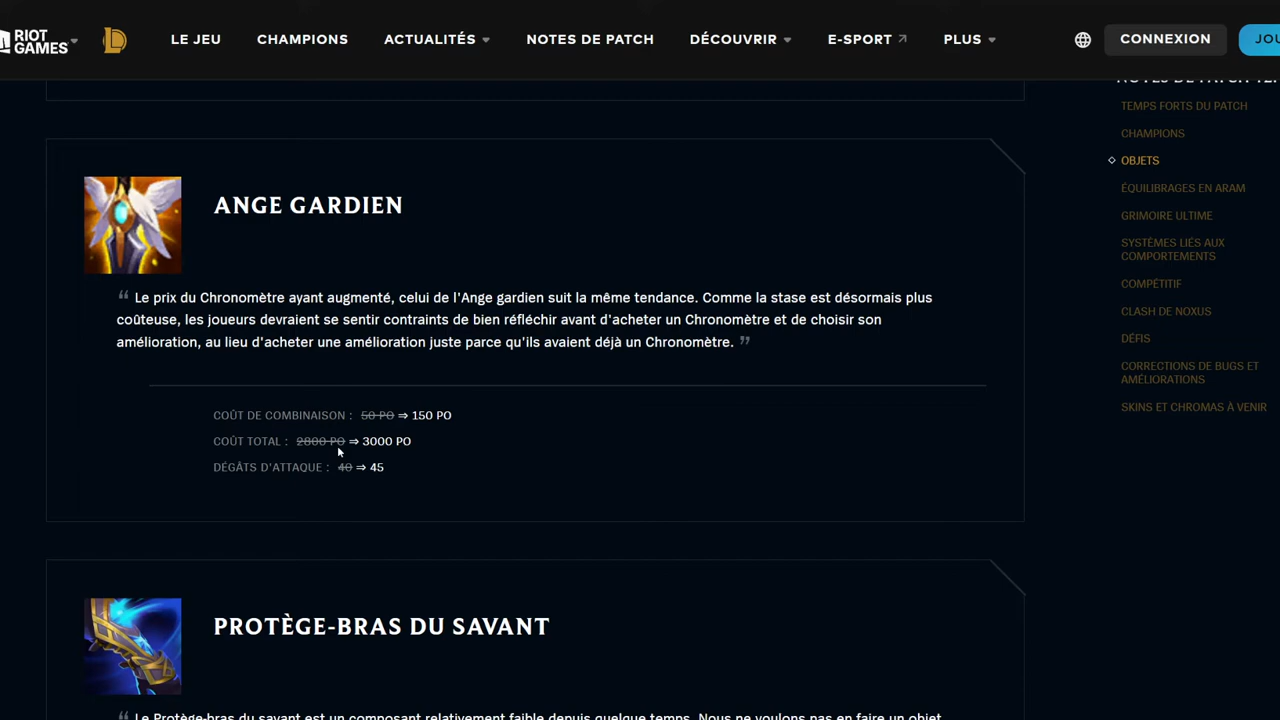 RIOT
GAMES
LE JEU
CHAMPIONS
ACTUALITÉS
NOTES DE PATCH
DÉCOUVRIR
E-SPORT
PLUS
CONNEXION
JOU
NOTES DE PATCH 12.
TEMPS FORTS DU PATCH
CHAMPIONS
OBJETS
ÉQUILIBRAGES EN ARAM
GRIMOIRE ULTIME
SYSTÈMES LIÉS AUX
COMPORTEMENTS
COMPÉTITIF
CLASH DE NOXUS
DÉFIS
CORRECTIONS DE BUGS ET
AMÉLIORATIONS
SKINS ET CHROMAS À VENIR
ANGE GARDIEN
“ Le prix du Chronomètre ayant augmenté, celui de l'Ange gardien suit la même tendance. Comme la stase est désormais plus
coûteuse, les joueurs devraient se sentir contraints de bien réfléchir avant d'acheter un Chronomètre et de choisir son
amélioration, au lieu d'acheter une amélioration juste parce qu'ils avaient déjà un Chronomètre. ”
COÛT DE COMBINAISON : 50 PO ⇒ 150 PO
COÛT TOTAL : 2800 PO ⇒ 3000 PO
DÉGÂTS D'ATTAQUE : 40 ⇒ 45
PROTÈGE-BRAS DU SAVANT
“ Le Protège-bras du savant est un composant relativement faible depuis quelque temps. Nous ne voulons pas en faire un objet